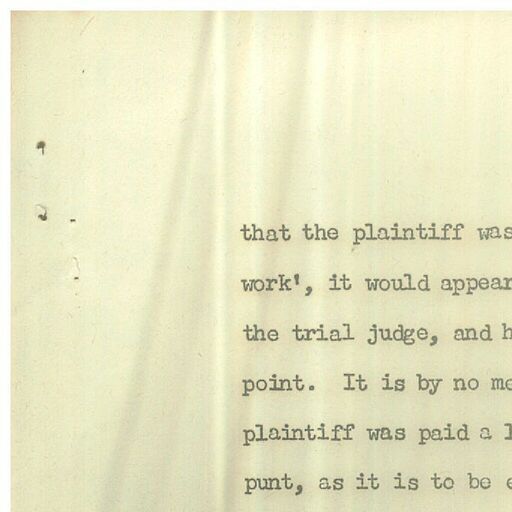 that the plaintiff was
work', it would appear
the trial judge, and h
point. It is by no me
plaintiff was paid a l
punt, as it is to be e